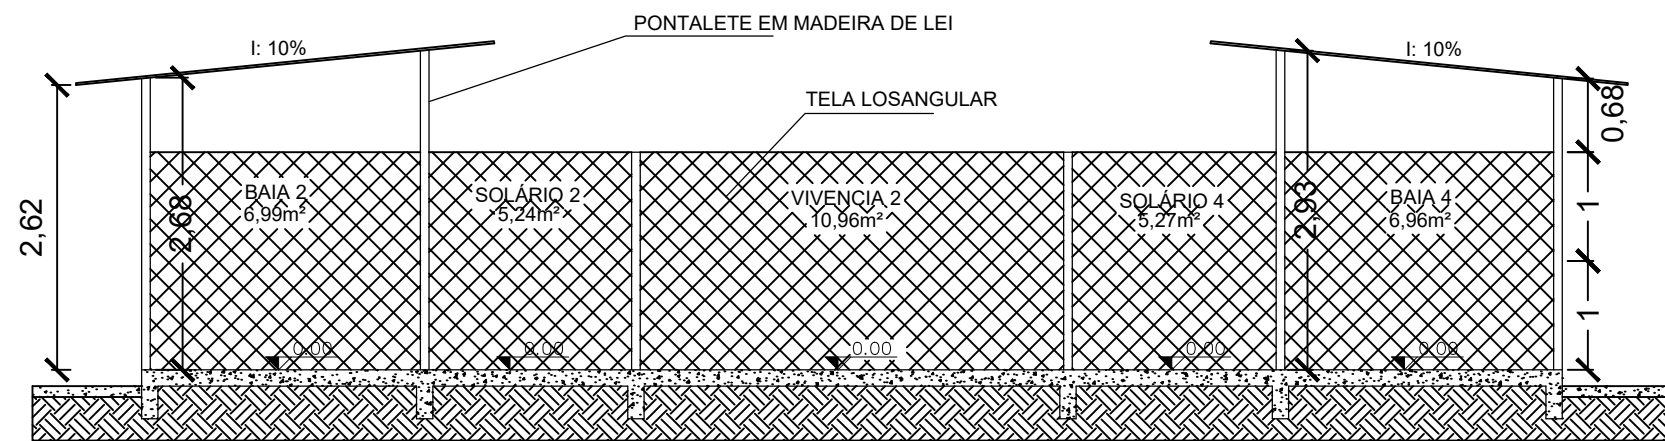 PONTALETE EM MADEIRA DE LEI
I: 10%
I: 10%
TELA LOSANGULAR
0,68
BAIA 2
6,99m²
SOLÁRIO 2
5,24m²
VIVENCIA 2
10,96m²
SOLÁRIO 4
5,27m²
BAIA 4
6,96m²
2,62
2,68
2,93
1
1
0.00
0.00
0.00
0.00
0.00